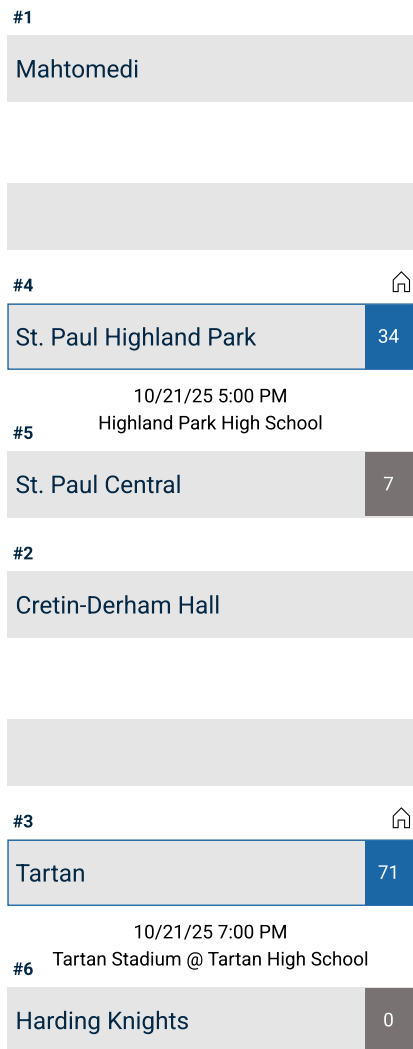 #1
Mahtomedi
#4
St. Paul Highland Park 34
10/21/25 5:00 PM
Highland Park High School
#5
St. Paul Central 7
#2
Cretin-Derham Hall
#3
Tartan 71
10/21/25 7:00 PM
Tartan Stadium @ Tartan High School
#6
Harding Knights 0